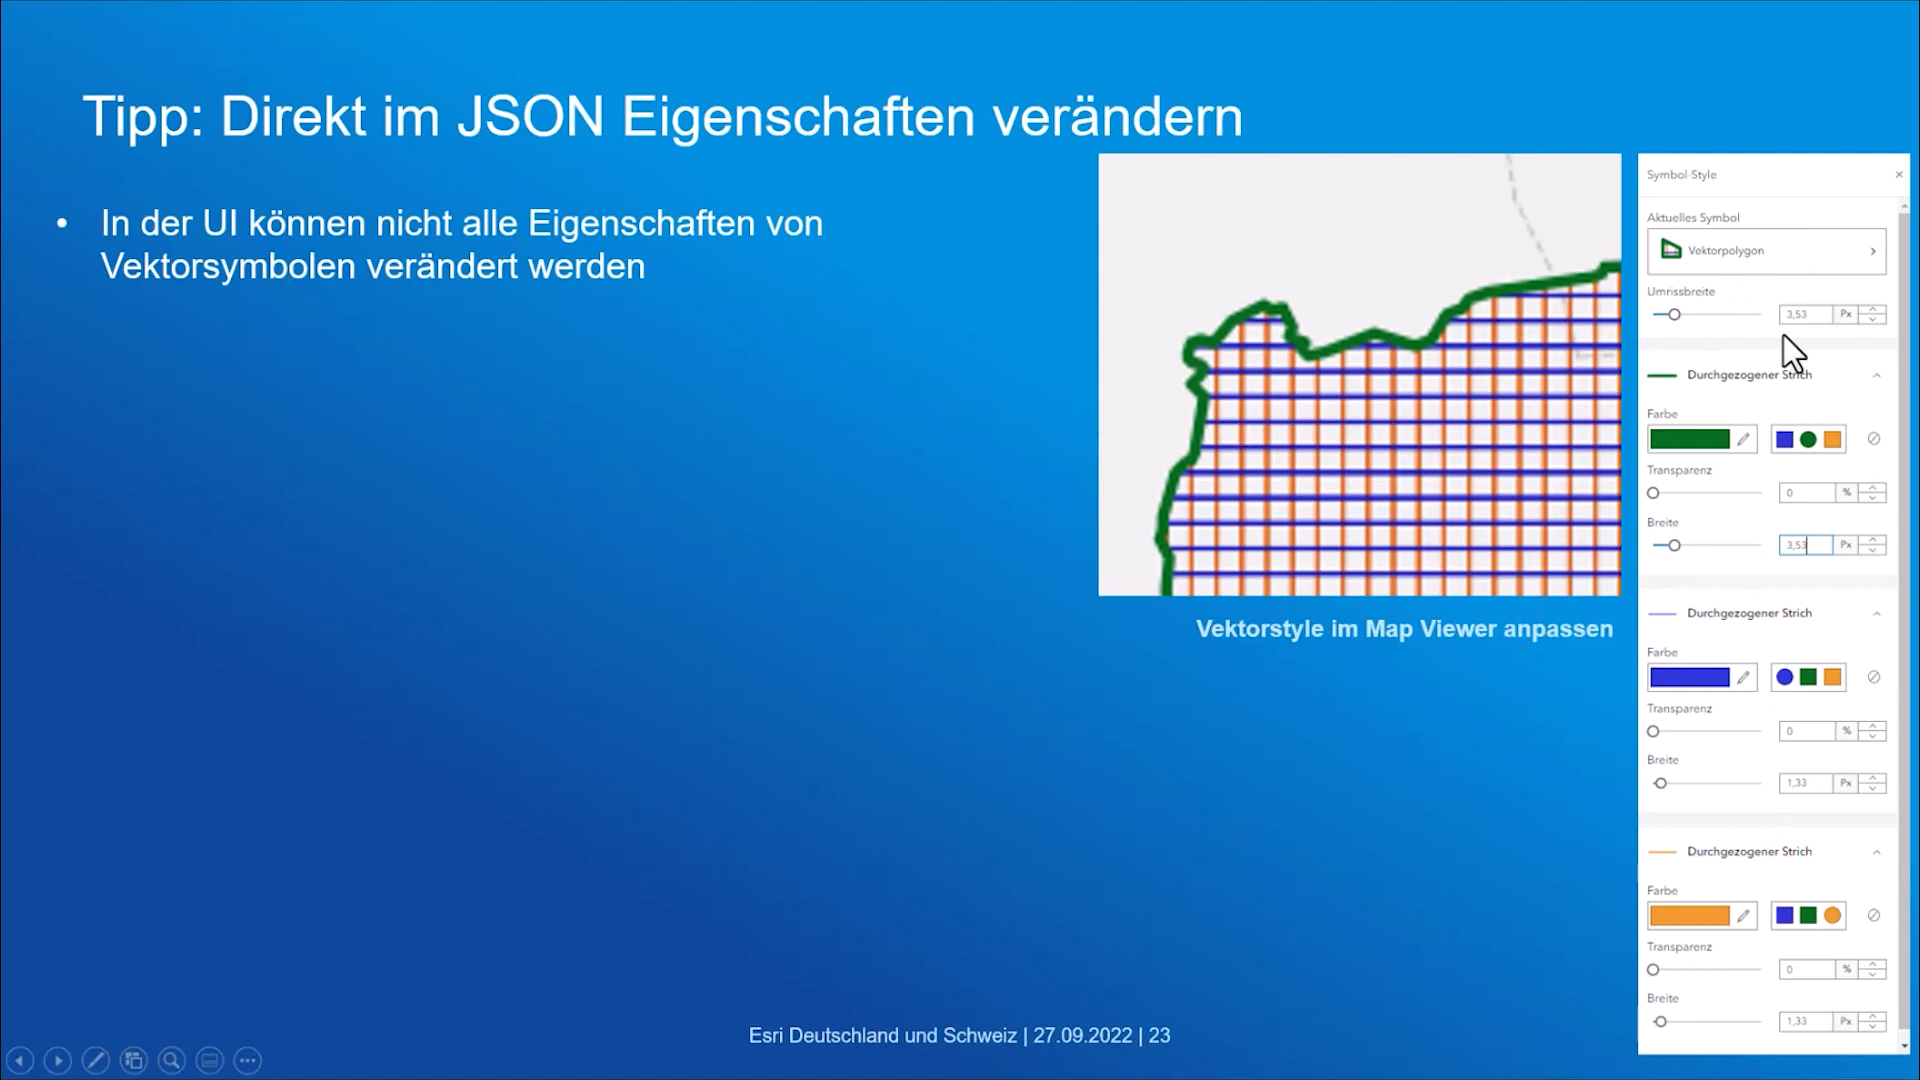 Tipp: Direkt im JSON Eigenschaften verändern
• In der UI können nicht alle Eigenschaften von
Vektorsymbolen verändert werden
Vektorstyle im Map Viewer anpassen
Symbol-Style
Aktuelles Symbol
Vektorpolygon
Umrissbreite
3,53 Px
Durchgezogener Strich
Farbe
Transparenz
0 %
Breite
3,53 Px
Durchgezogener Strich
Farbe
Transparenz
0 %
Breite
1,33 Px
Durchgezogener Strich
Farbe
Transparenz
0 %
Breite
1,33 Px
Esri Deutschland und Schweiz | 27.09.2022 | 23